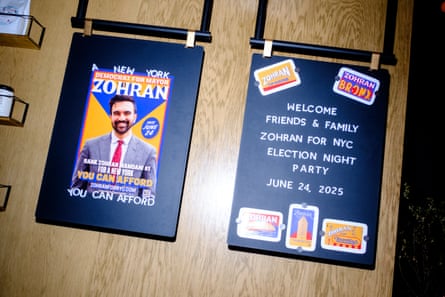 A NEW YORK
DEMOCRAT FOR MAYOR
ZOHRAN
JUNE 24
RANK ZOHRAN MAMDANI #1
FOR A NEW YORK
YOU CAN AFFORD
ZOHRANFORNYC.COM
YOU CAN AFFORD
ZOHRAN
BRONX
WELCOME
FRIENDS & FAMILY
ZOHRAN FOR NYC
ELECTION NIGHT
PARTY
JUNE 24, 2025
ZOHRAN
ZOHRAN